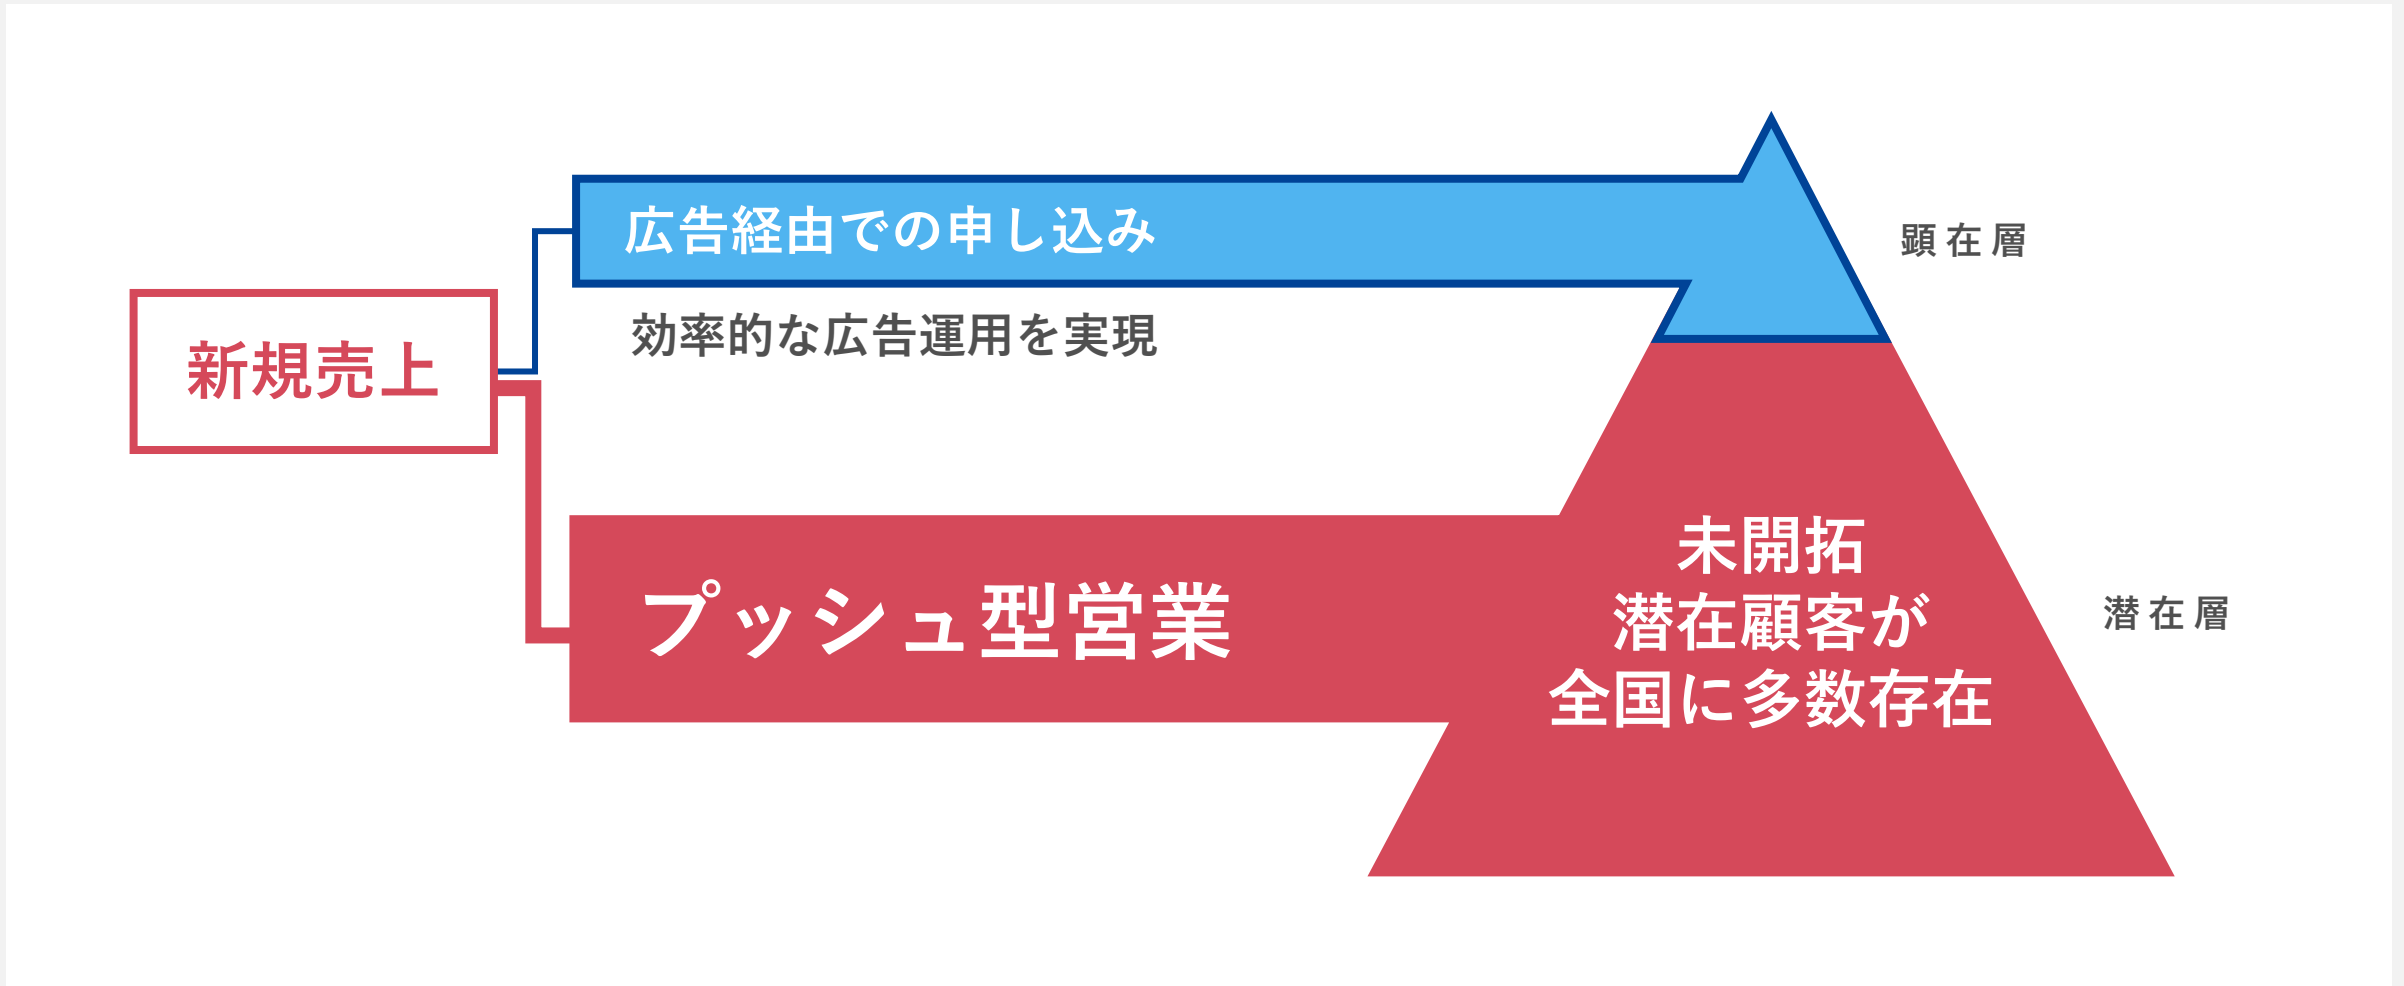 広告経由での申し込み
顕在層
効率的な広告運用を実現
新規売上
プッシュ型営業
未開拓
潜在顧客が
全国に多数存在
潜在層